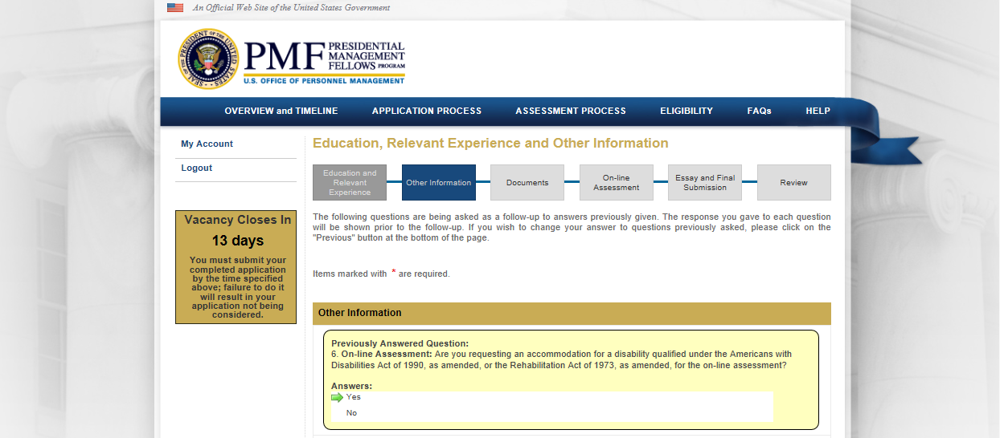 An Official Web Site of the United States Government
PMF PRESIDENTIAL
MANAGEMENT
FELLOWS PROGRAM
U.S. OFFICE OF PERSONNEL MANAGEMENT
SEAL OF THE PRESIDENT OF THE UNITED STATES
OVERVIEW and TIMELINE APPLICATION PROCESS ASSESSMENT PROCESS ELIGIBILITY FAQs HELP
My Account
Logout
Vacancy Closes In
13 days
You must submit your
completed application
by the time specified
above; failure to do it
will result in your
application not being
considered.
Education, Relevant Experience and Other Information
Education and
Relevant
Experience
Other Information
Documents
On-line
Assessment
Essay and Final
Submission
Review
The following questions are being asked as a follow-up to answers previously given. The response you gave to each question
will be shown prior to the follow-up. If you wish to change your answer to questions previously asked, please click on the
"Previous" button at the bottom of the page.
Items marked with * are required.
Other Information
Previously Answered Question:
6. On-line Assessment: Are you requesting an accommodation for a disability qualified under the Americans with
Disabilities Act of 1990, as amended, or the Rehabilitation Act of 1973, as amended, for the on-line assessment?
Answers:
Yes
No